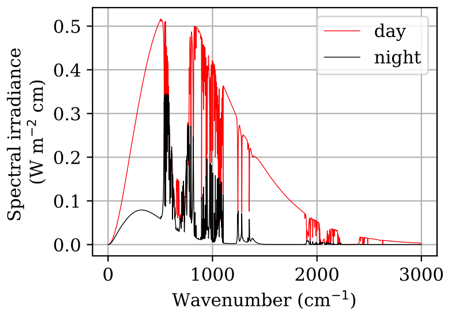 Spectral irradiance
(W m⁻² cm)
0.5
0.4
0.3
0.2
0.1
0.0
day
night
0 1000 2000 3000
Wavenumber (cm⁻¹)